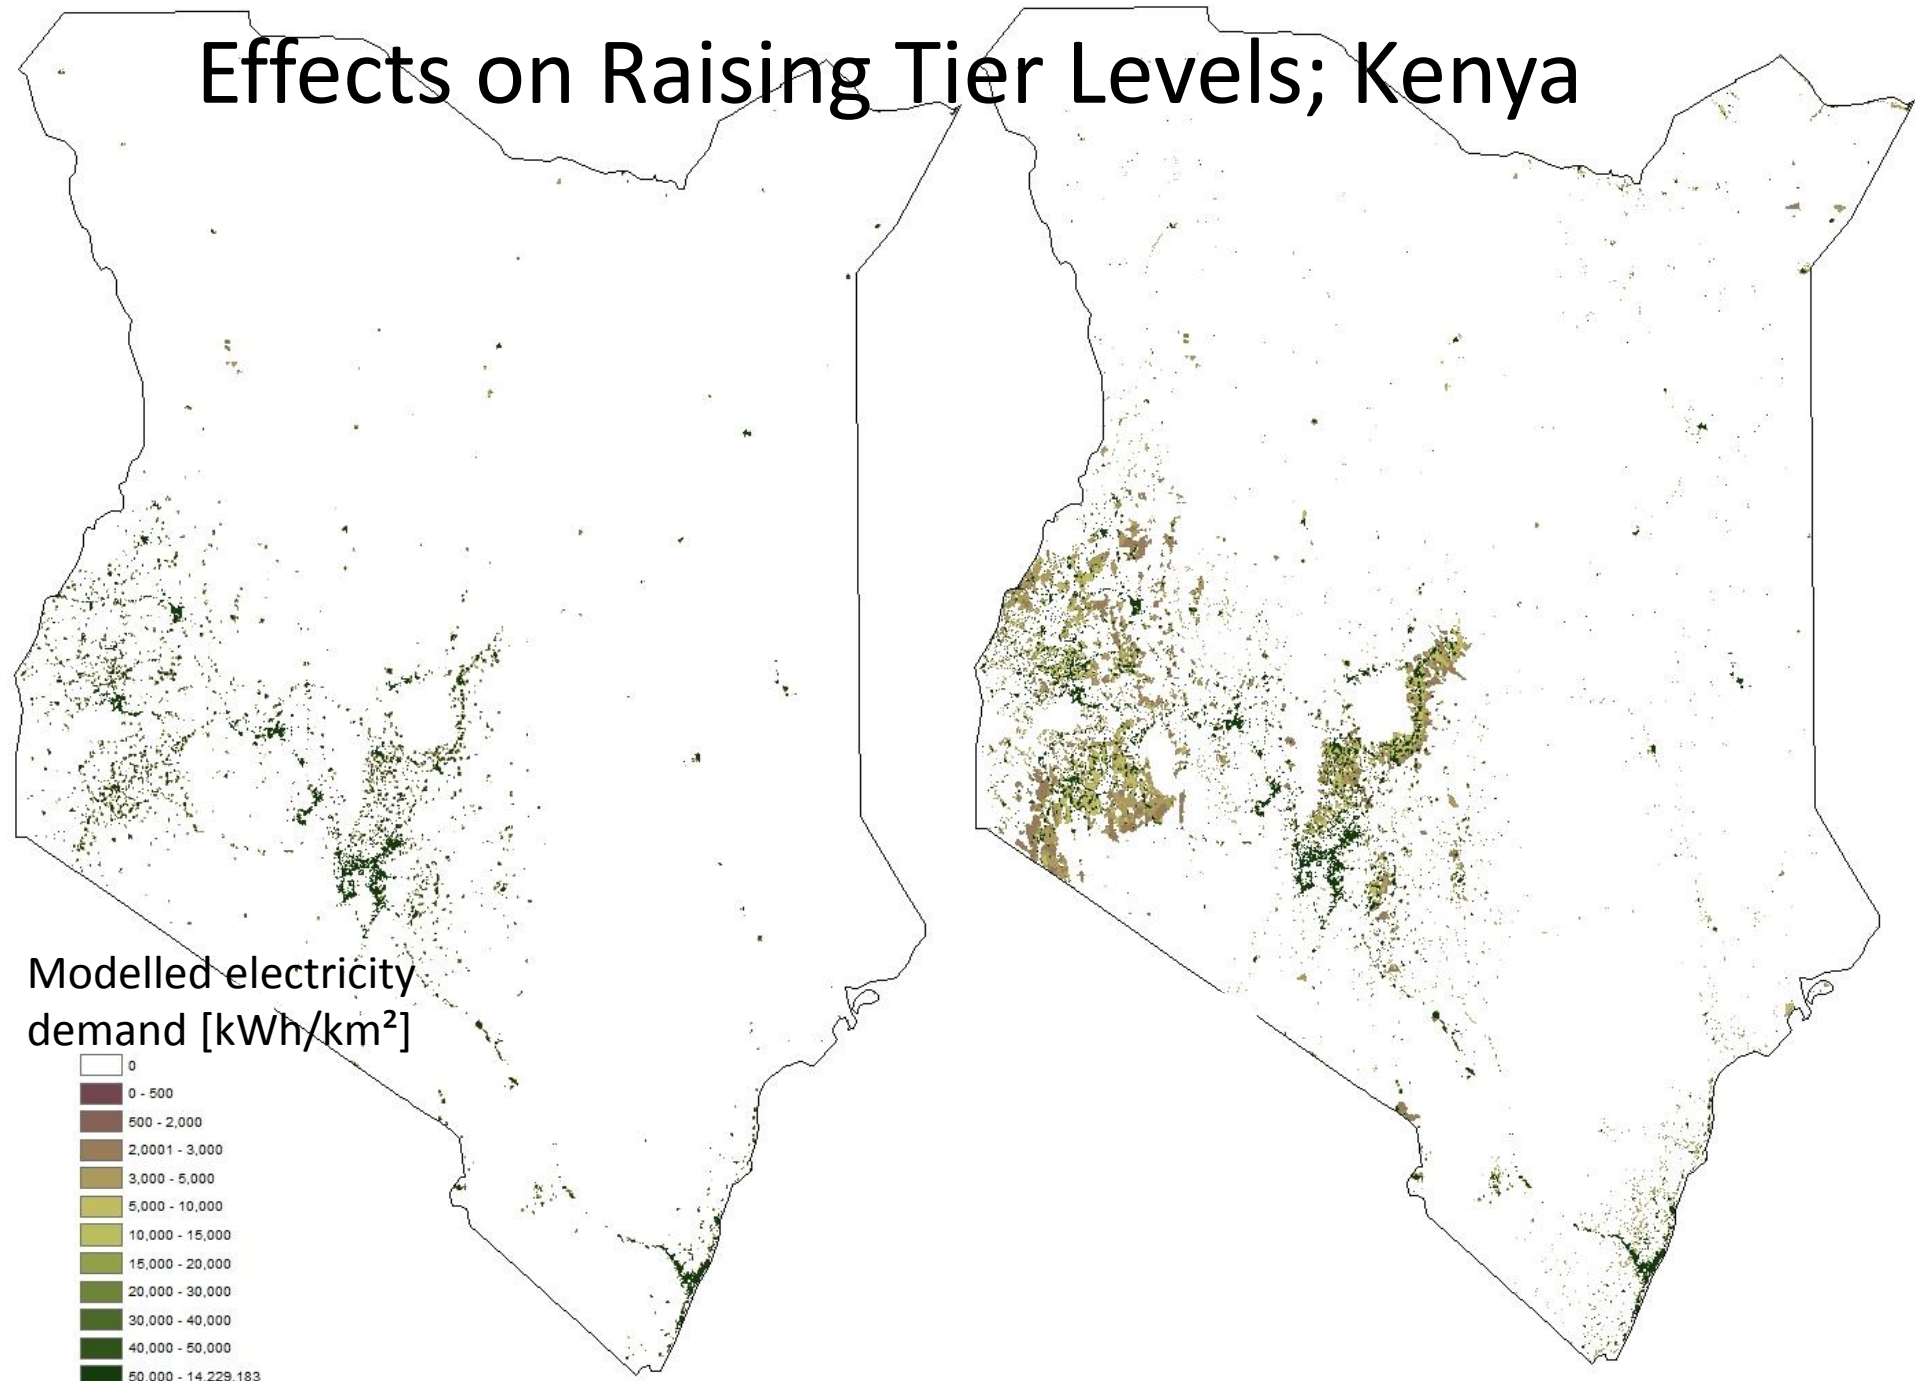 Effects on Raising Tier Levels; Kenya
Modelled electricity
demand [kWh/km²]
0
0 - 500
500 - 2,000
2,0001 - 3,000
3,000 - 5,000
5,000 - 10,000
10,000 - 15,000
15,000 - 20,000
20,000 - 30,000
30,000 - 40,000
40,000 - 50,000
50,000 - 14,229,183